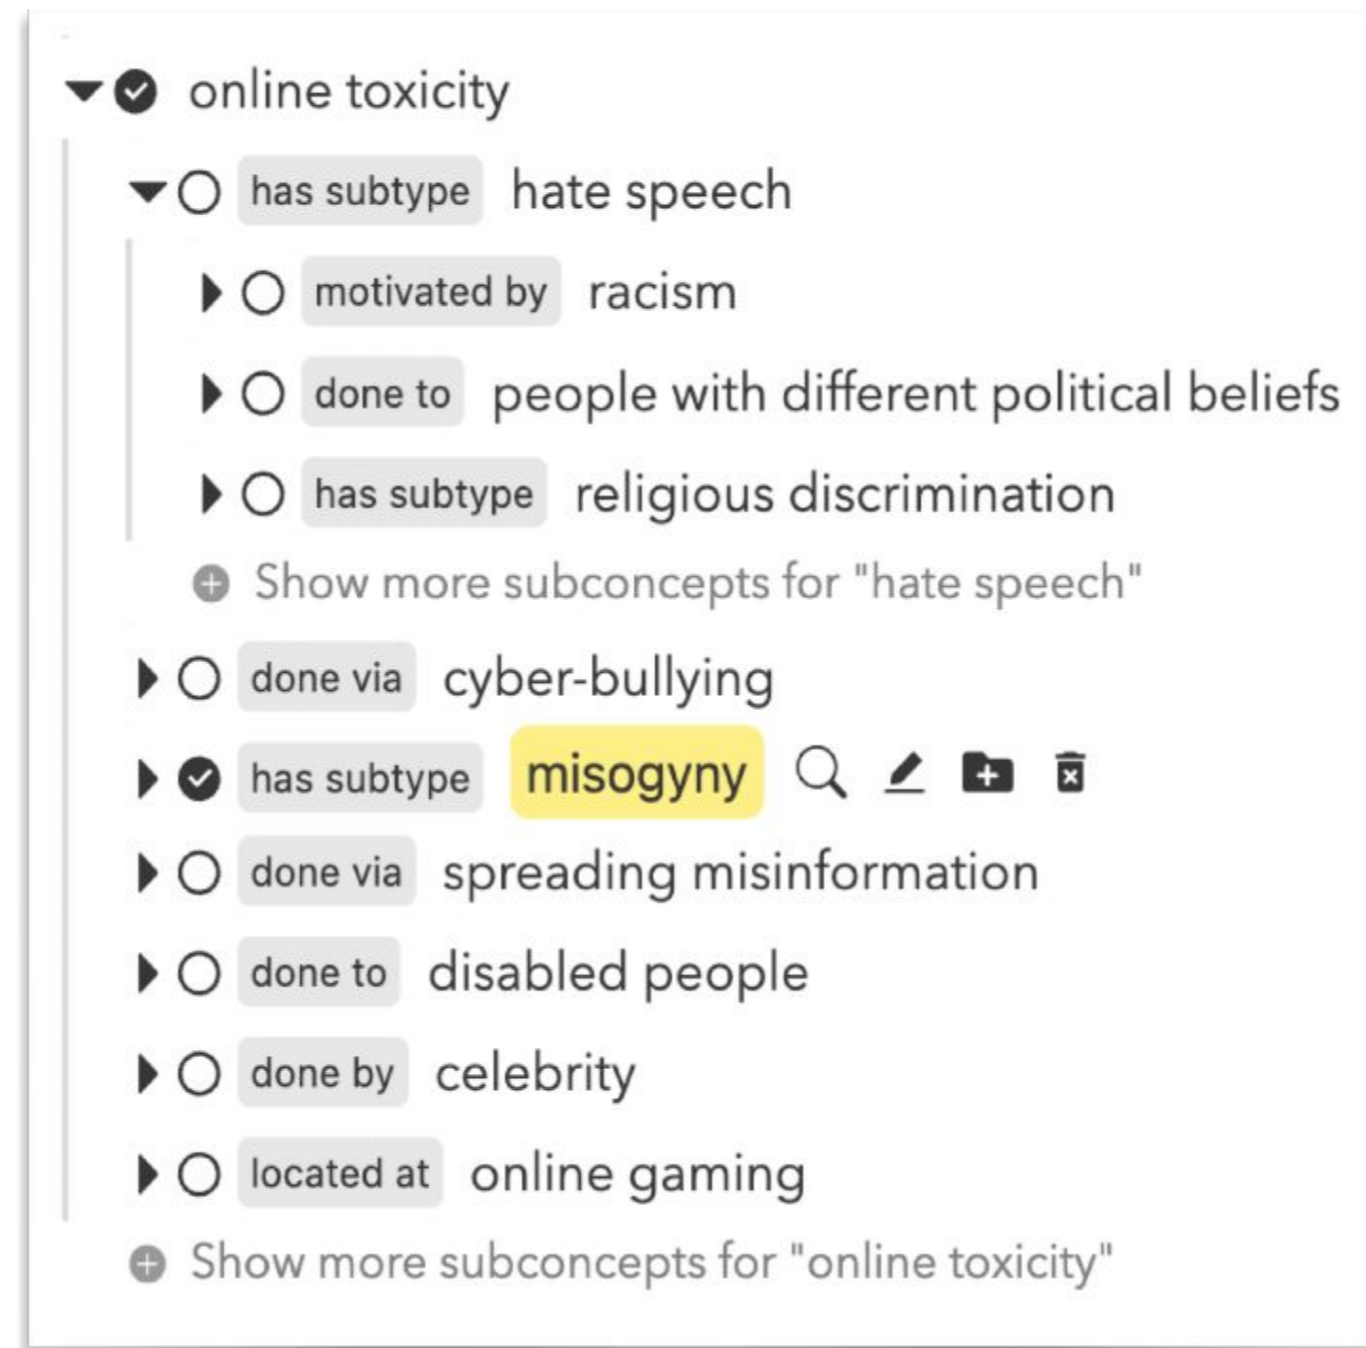 online toxicity
has subtype hate speech
motivated by racism
done to people with different political beliefs
has subtype religious discrimination
Show more subconcepts for "hate speech"
done via cyber-bullying
has subtype misogyny
done via spreading misinformation
done to disabled people
done by celebrity
located at online gaming
Show more subconcepts for "online toxicity"